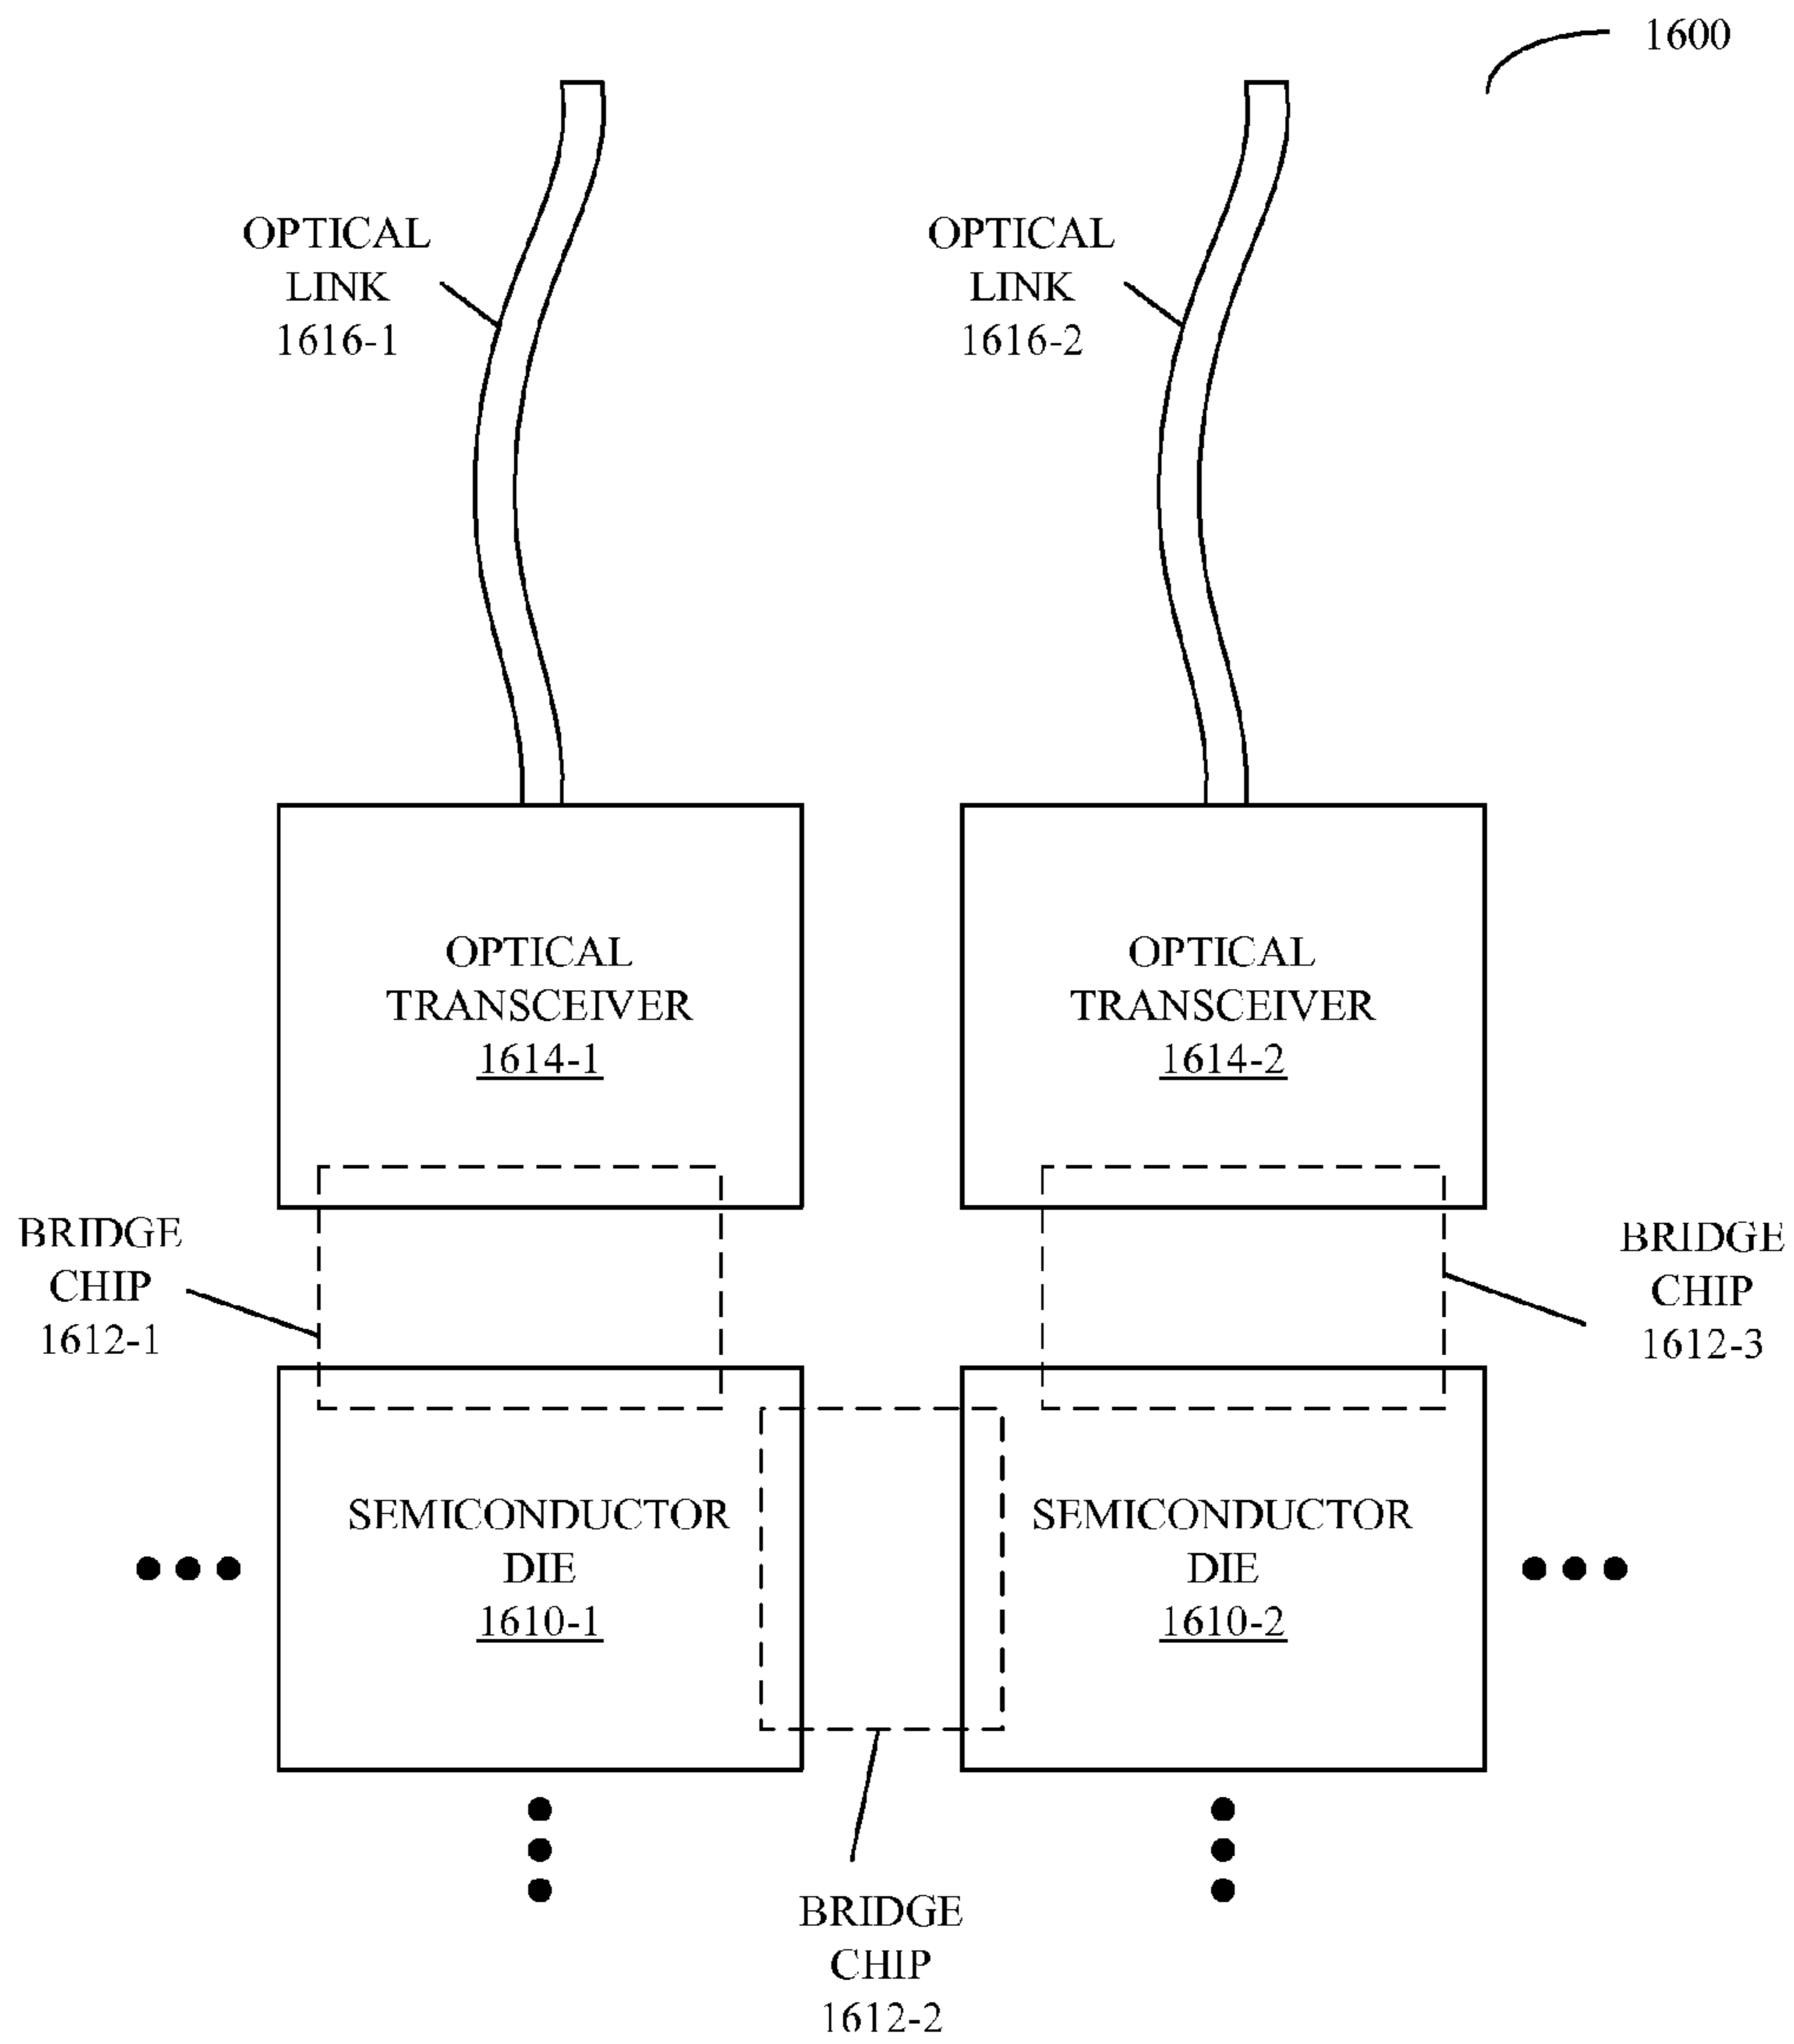 1600
OPTICAL
LINK
1616-1
OPTICAL
LINK
1616-2
OPTICAL
TRANSCEIVER
1614-1
OPTICAL
TRANSCEIVER
1614-2
BRIDGE
CHIP
1612-1
BRIDGE
CHIP
1612-3
SEMICONDUCTOR
DIE
1610-1
SEMICONDUCTOR
DIE
1610-2
BRIDGE
CHIP
1612-2